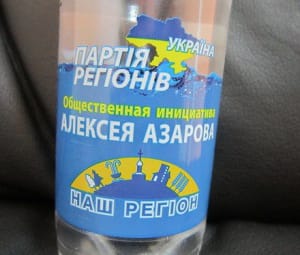 УКРАЇНА
ПАРТІЯ
РЕГІОНІВ
Общественная инициатива
АЛЕКСЕЯ АЗАРОВА
НАШ РЕГІОН